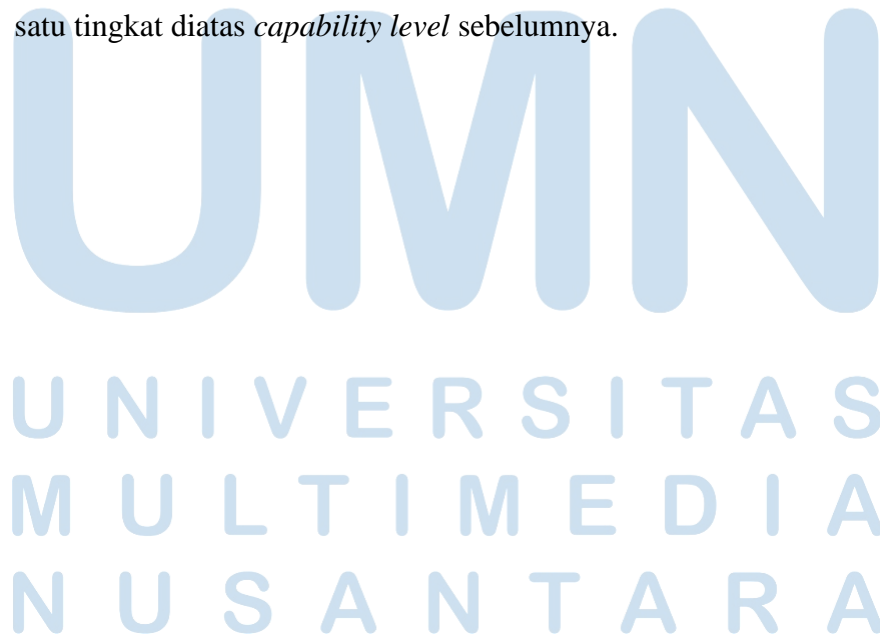 satu tingkat diatas capability level sebelumnya.
UMN
UNIVERSITAS
MULTIMEDIA
NUSANTARA